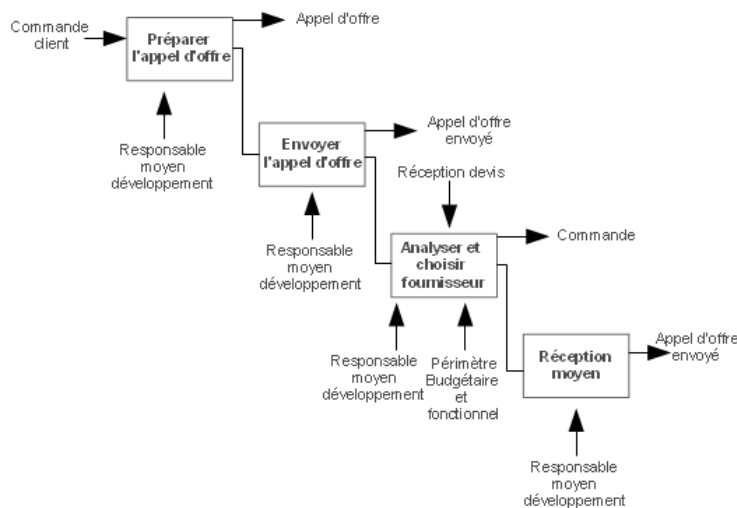 Commande
client
Préparer
l'appel d'offre
Appel d'offre
Responsable
moyen
développement
Envoyer
l'appel d'offre
Appel d'offre
envoyé
Responsable
moyen
développement
Réception devis
Analyser et
choisir
fournisseur
Commande
Responsable
moyen
développement
Périmètre
Budgétaire
et
fonctionnel
Réception
moyen
Appel d'offre
envoyé
Responsable
moyen
développement